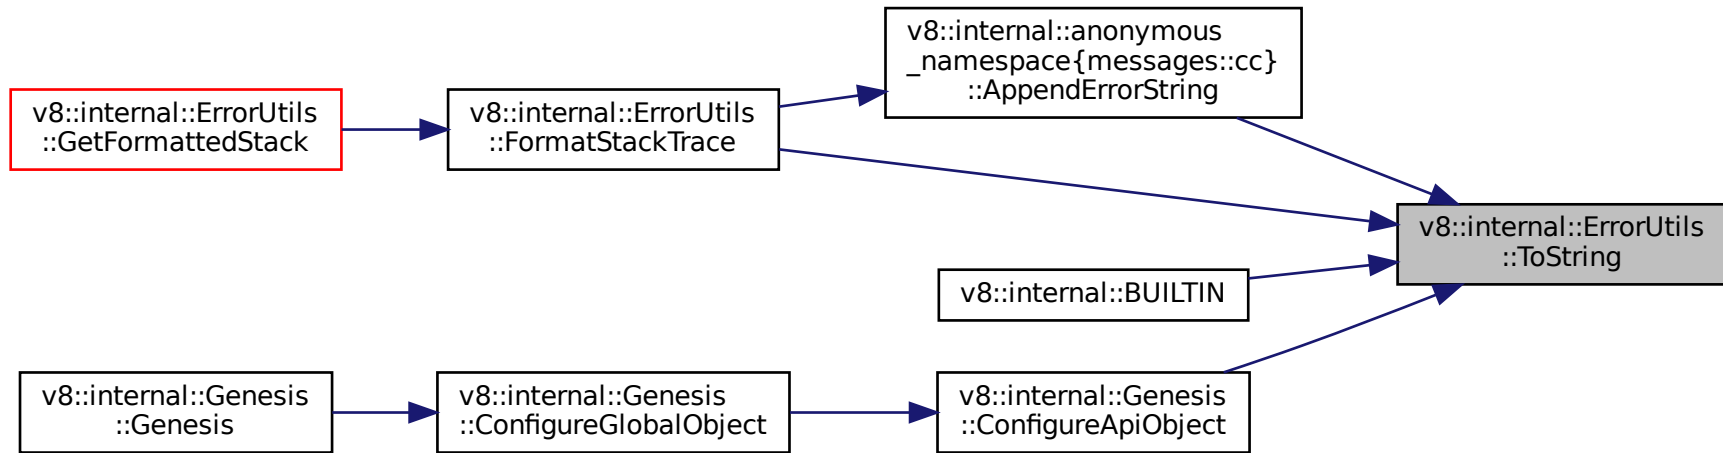 v8::internal::anonymous
_namespace{messages::cc}
::AppendErrorString
v8::internal::ErrorUtils
::GetFormattedStack
v8::internal::ErrorUtils
::FormatStackTrace
v8::internal::ErrorUtils
::ToString
v8::internal::BUILTIN
v8::internal::Genesis
::Genesis
v8::internal::Genesis
::ConfigureGlobalObject
v8::internal::Genesis
::ConfigureApiObject